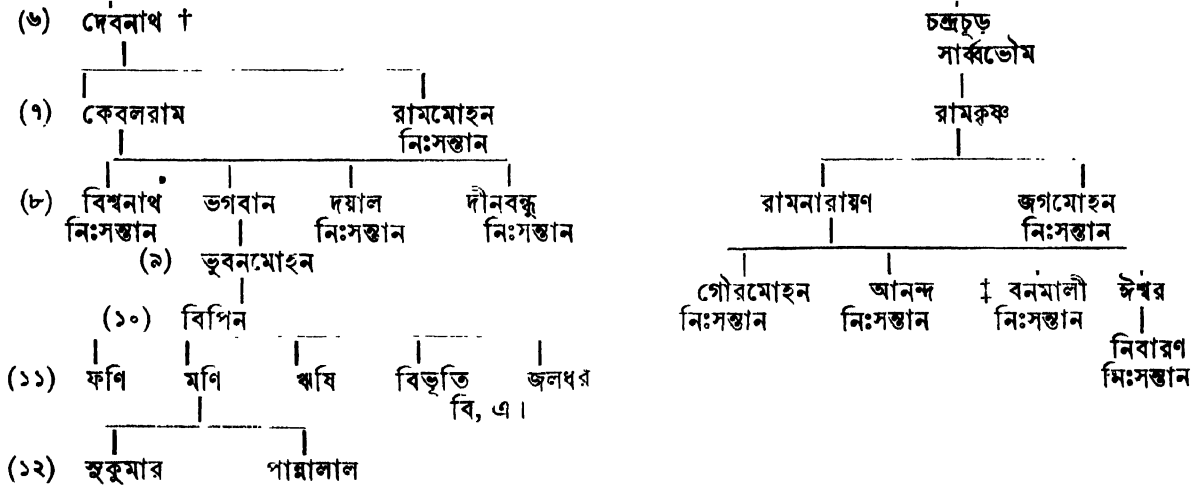 (৬) দেবনাথ † চন্দ্রচূড়
সার্ব্বভৌম
(৭) কেবলরাম রামমোহন রামকৃষ্ণ
নিঃসন্তান
(৮) বিশ্বনাথ ভগবান দয়াল দীনবন্ধু রামনারায়ণ জগমোহন
নিঃসন্তান নিঃসন্তান নিঃসন্তান নিঃসন্তান
(৯) ভুবনমোহন
গৌরমোহন আনন্দ ‡ বনমালী ঈশ্বর
(১০) বিপিন নিঃসন্তান নিঃসন্তান নিঃসন্তান
নিবারণ
(১১) ফণি মণি ঋষি বিভূতি জলধর নিঃসন্তান
বি, এ।
(১২) সুকুমার পান্নালাল